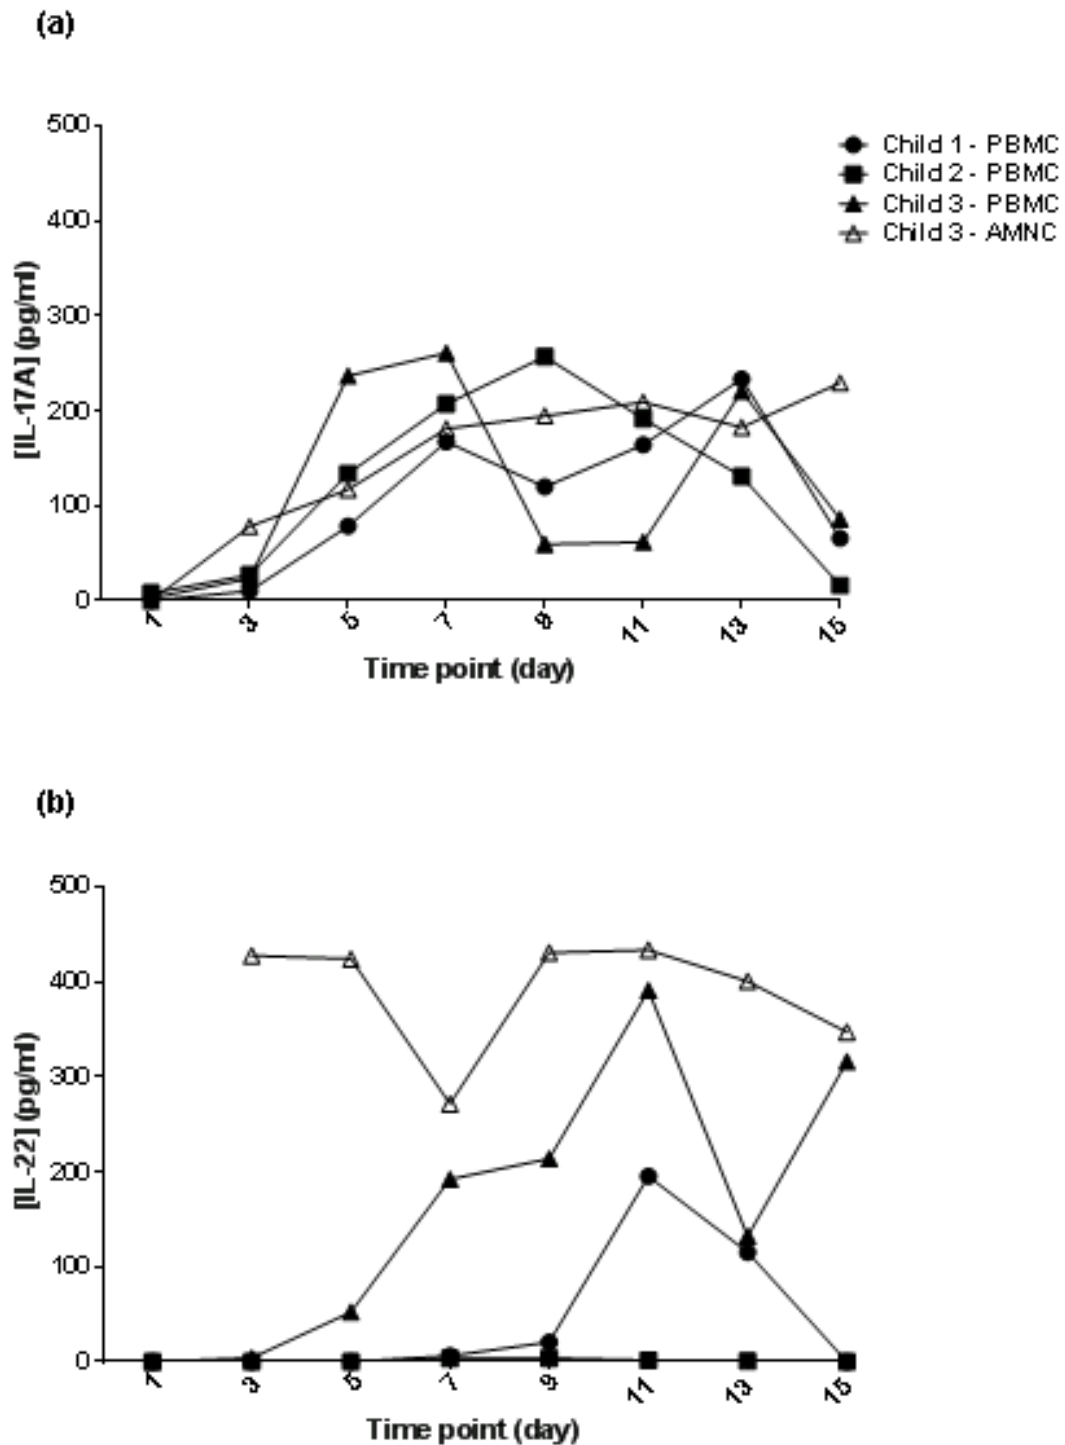 (a)
500
400
300
200
100
0
[IL-17A] (pg/ml)
1 3 5 7 9 11 13 15
Time point (day)
Child 1 - PBMC
Child 2 - PBMC
Child 3 - PBMC
Child 3 - AMNC
(b)
500
400
300
200
100
0
[IL-22] (pg/ml)
1 3 5 7 9 11 13 15
Time point (day)